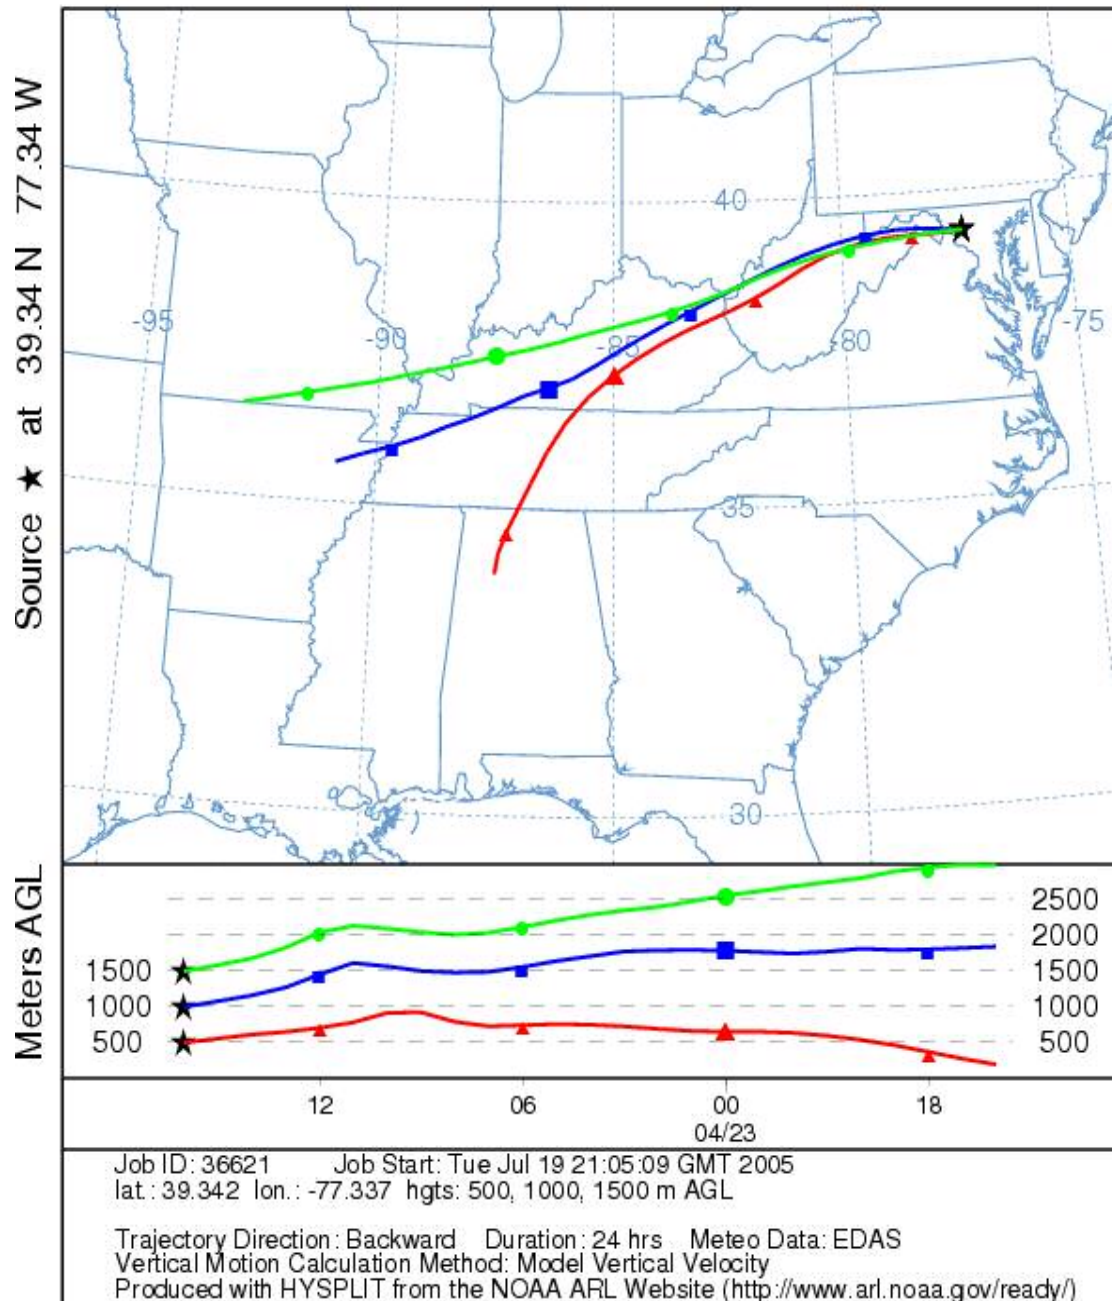 Source ★ at 39.34 N 77.34 W
40
-95
-90
-85
-80
-75
35
30
Meters AGL
2500
2000
1500 1500
1000 1000
500 500
12 06 00 18
04/23
Job ID: 36621 Job Start: Tue Jul 19 21:05:09 GMT 2005
lat.: 39.342 lon.: -77.337 hgts: 500, 1000, 1500 m AGL
Trajectory Direction: Backward Duration: 24 hrs Meteo Data: EDAS
Vertical Motion Calculation Method: Model Vertical Velocity
Produced with HYSPLIT from the NOAA ARL Website (http://www.arl.noaa.gov/ready/)